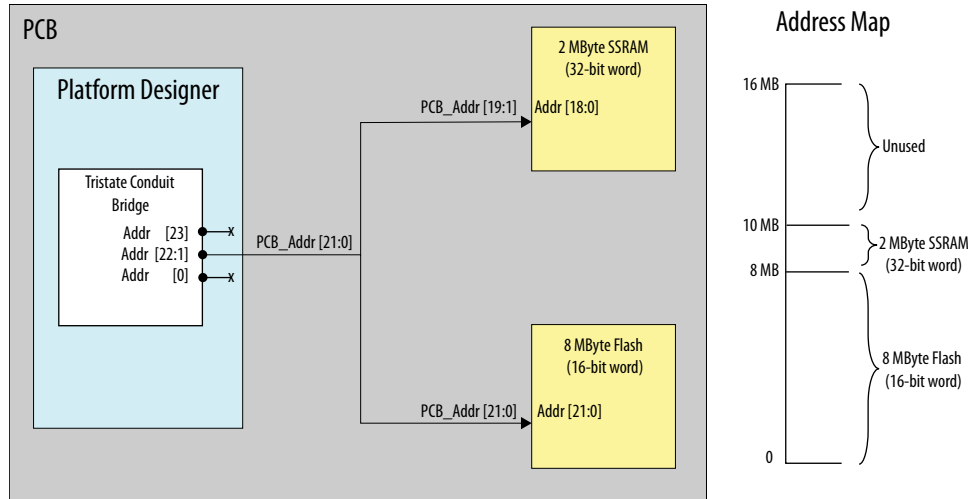 PCB
Platform Designer
Tristate Conduit
Bridge
Addr [23]
x
Addr [22:1]
Addr [0]
x
PCB_Addr [21:0]
PCB_Addr [19:1]
2 MByte SSRAM
(32-bit word)
Addr [18:0]
8 MByte Flash
(16-bit word)
PCB_Addr [21:0]
Addr [21:0]
Address Map
16 MB
Unused
10 MB
2 MByte SSRAM
(32-bit word)
8 MB
8 MByte Flash
(16-bit word)
0